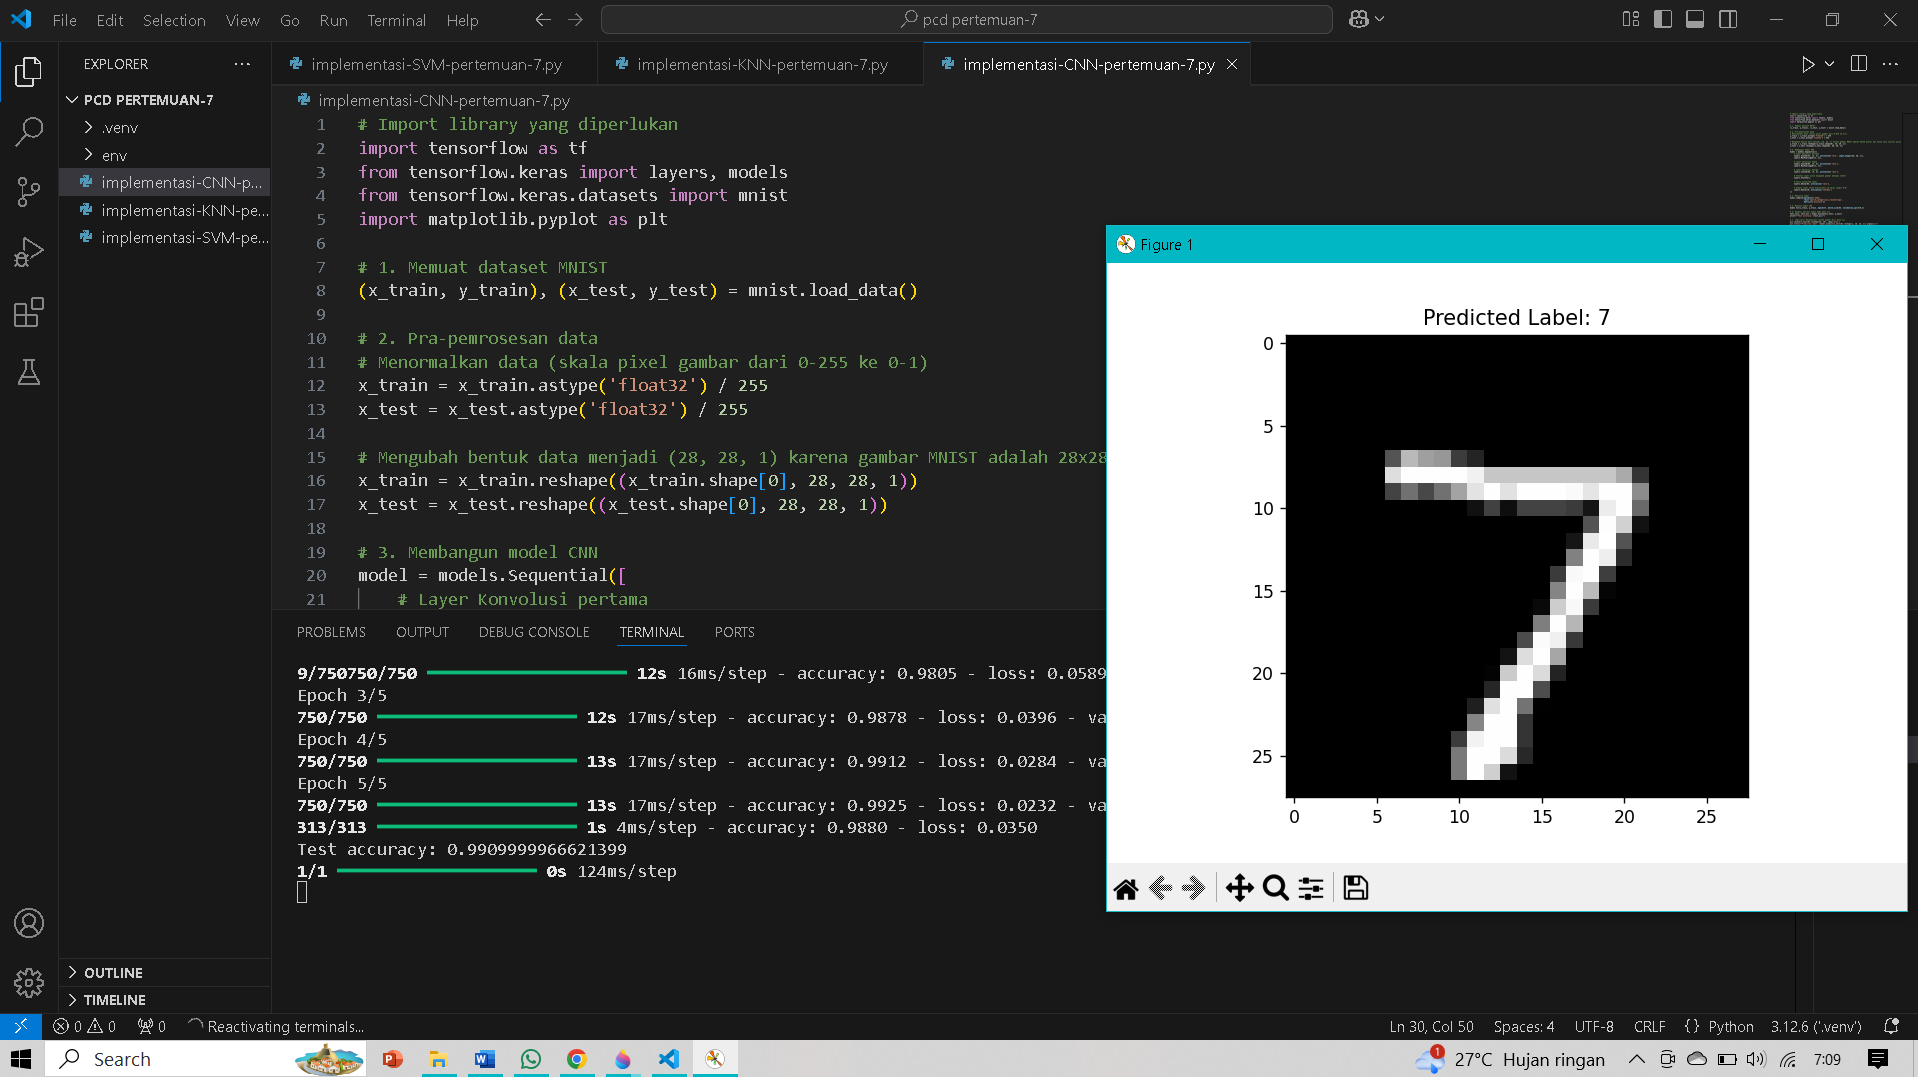 File Edit Selection View Go Run Terminal Help
pcd pertemuan-7
EXPLORER
PCD PERTEMUAN-7
.venv
env
implementasi-CNN-p...
implementasi-KNN-pe...
implementasi-SVM-pe...
OUTLINE
TIMELINE
implementasi-SVM-pertemuan-7.py
implementasi-KNN-pertemuan-7.py
implementasi-CNN-pertemuan-7.py
implementasi-CNN-pertemuan-7.py
1 # Import library yang diperlukan
2 import tensorflow as tf
3 from tensorflow.keras import layers, models
4 from tensorflow.keras.datasets import mnist
5 import matplotlib.pyplot as plt
6
7 # 1. Memuat dataset MNIST
8 (x_train, y_train), (x_test, y_test) = mnist.load_data()
9
10 # 2. Pra-pemrosesan data
11 # Menormalkan data (skala pixel gambar dari 0-255 ke 0-1)
12 x_train = x_train.astype('float32') / 255
13 x_test = x_test.astype('float32') / 255
14
15 # Mengubah bentuk data menjadi (28, 28, 1) karena gambar MNIST adalah 28x28
16 x_train = x_train.reshape((x_train.shape[0], 28, 28, 1))
17 x_test = x_test.reshape((x_test.shape[0], 28, 28, 1))
18
19 # 3. Membangun model CNN
20 model = models.Sequential([
21 # Layer Konvolusi pertama
PROBLEMS OUTPUT DEBUG CONSOLE TERMINAL PORTS
9/750750/750 12s 16ms/step - accuracy: 0.9805 - loss: 0.0589
Epoch 3/5
750/750 12s 17ms/step - accuracy: 0.9878 - loss: 0.0396 - va
Epoch 4/5
750/750 13s 17ms/step - accuracy: 0.9912 - loss: 0.0284 - va
Epoch 5/5
750/750 13s 17ms/step - accuracy: 0.9925 - loss: 0.0232 - va
313/313 1s 4ms/step - accuracy: 0.9880 - loss: 0.0350
Test accuracy: 0.9909999966621399
1/1 0s 124ms/step
Figure 1
Predicted Label: 7
0
5
10
15
20
25
0 5 10 15 20 25
7
0 0 0 Reactivating terminals...
Ln 30, Col 50 Spaces: 4 UTF-8 CRLF {} Python 3.12.6 ('.venv')
Search
1 27°C Hujan ringan 7:09